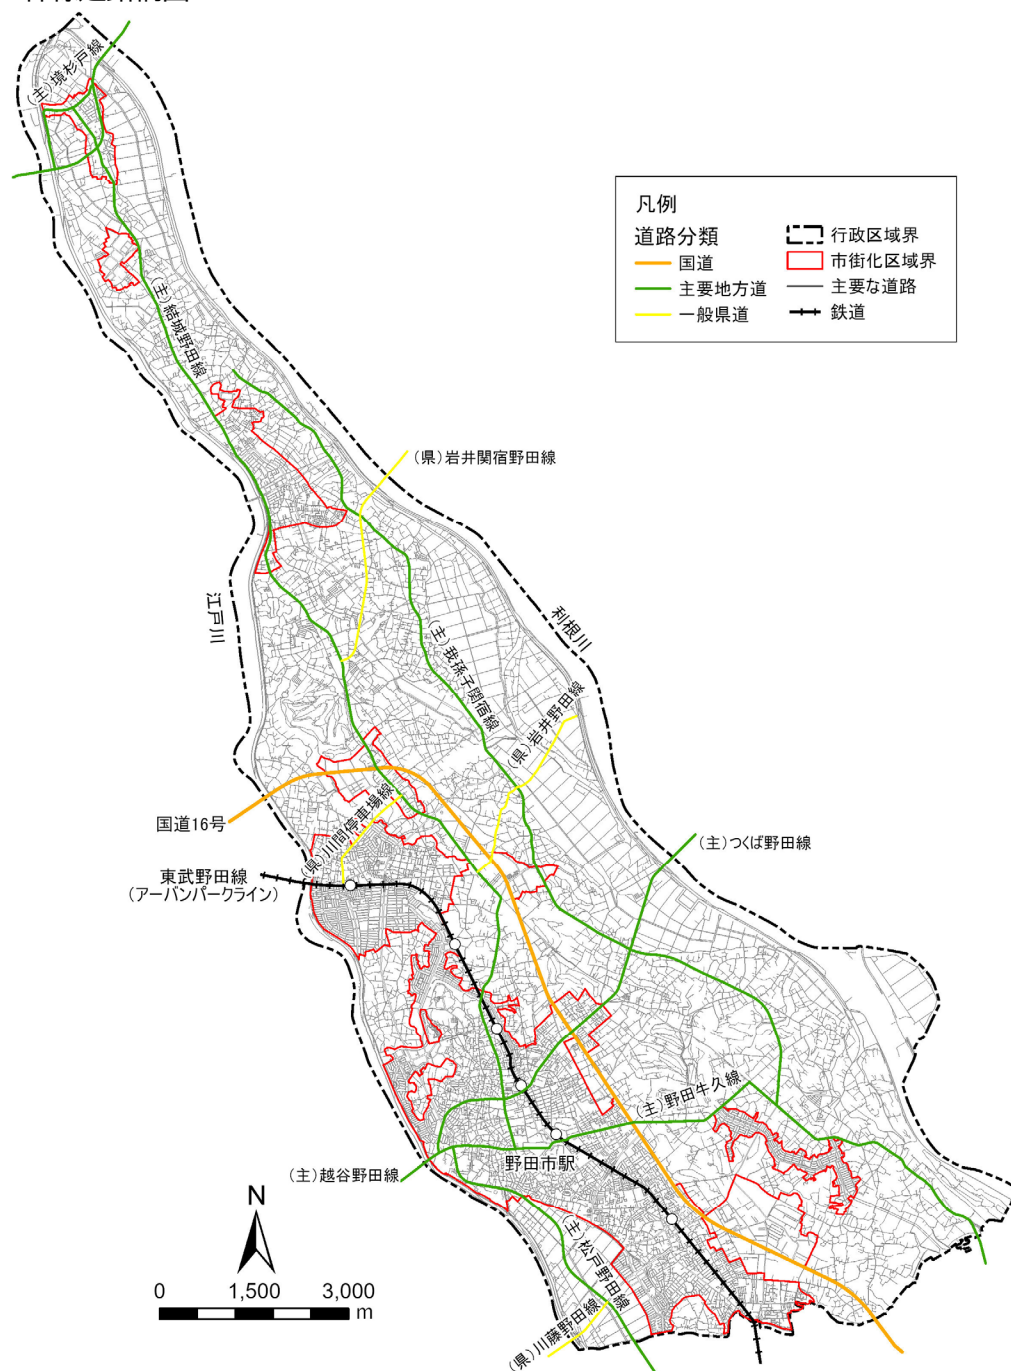 (主)境杉戸線
凡例
道路分類
国道
主要地方道
一般県道
行政区域界
市街化区域界
主要な道路
鉄道
(主)結城野田線
(県)岩井関宿野田線
江戸川
利根川
(主)我孫子関宿線
(県)岩井野田線
国道16号
(県)川間停車場線
(主)つくば野田線
東武野田線
(アーバンパークライン)
(主)野田牛久線
野田市駅
(主)越谷野田線
N
(主)松戸野田線
0 1,500 3,000
m
(県)川藤野田線